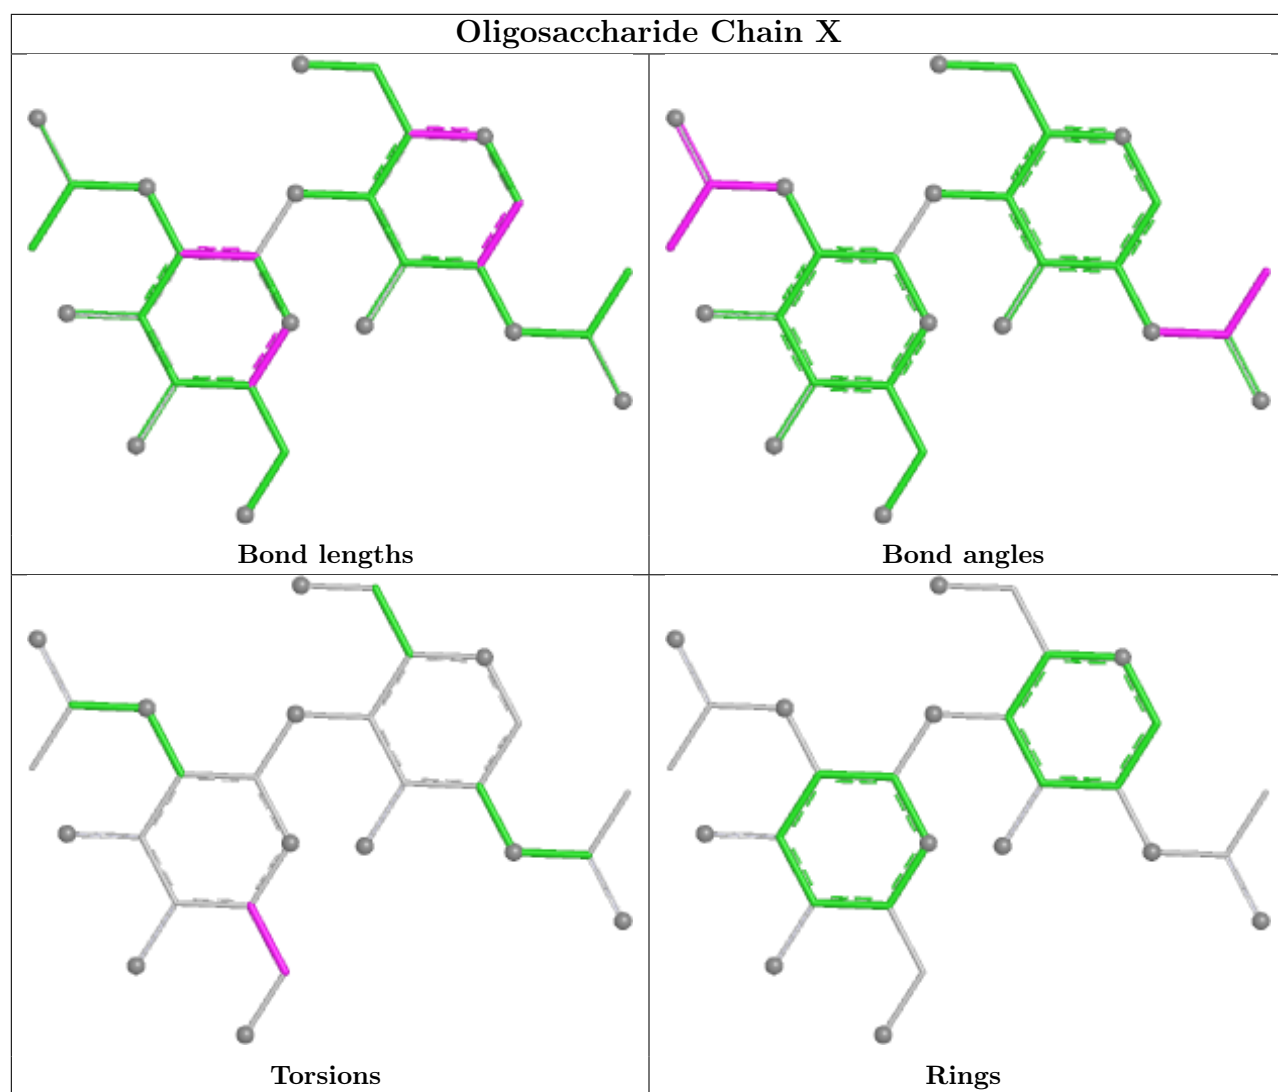 Oligosaccharide Chain X
Bond lengths
Bond angles
Torsions
Rings